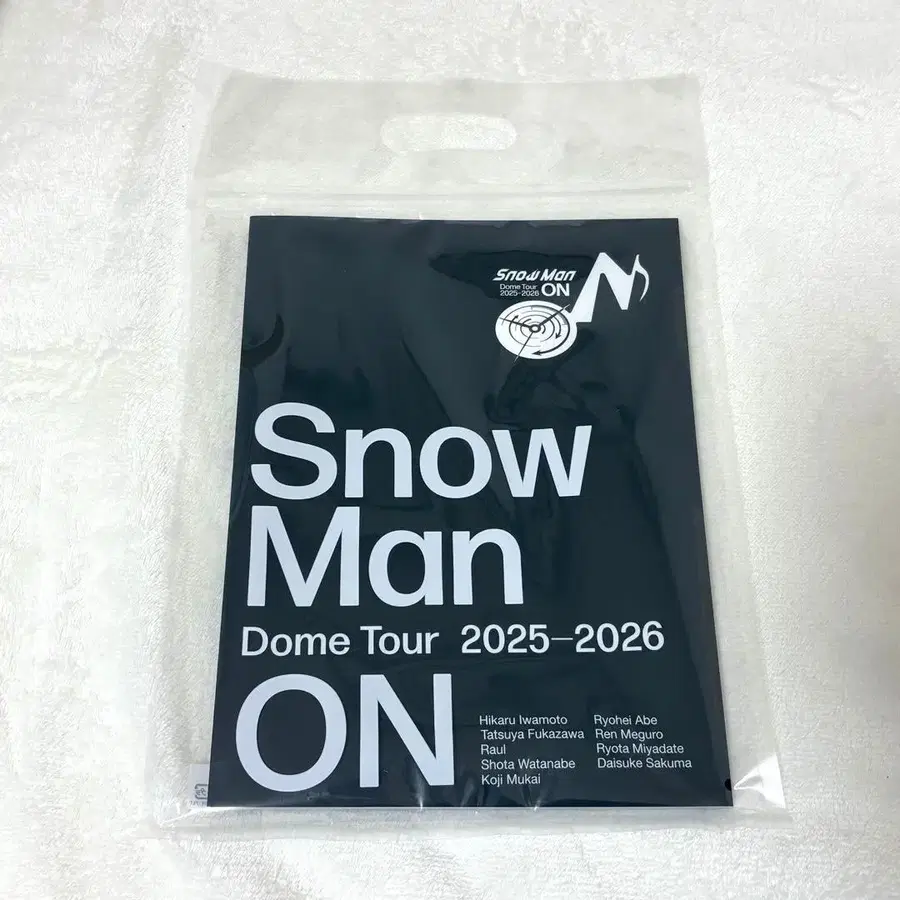 Snow Man
Dome Tour
2025-2026 ON
Snow
Man
Dome Tour 2025–2026
ON
Hikaru Iwamoto
Tatsuya Fukazawa
Raul
Shota Watanabe
Koji Mukai
Ryohei Abe
Ren Meguro
Ryota Miyadate
Daisuke Sakuma